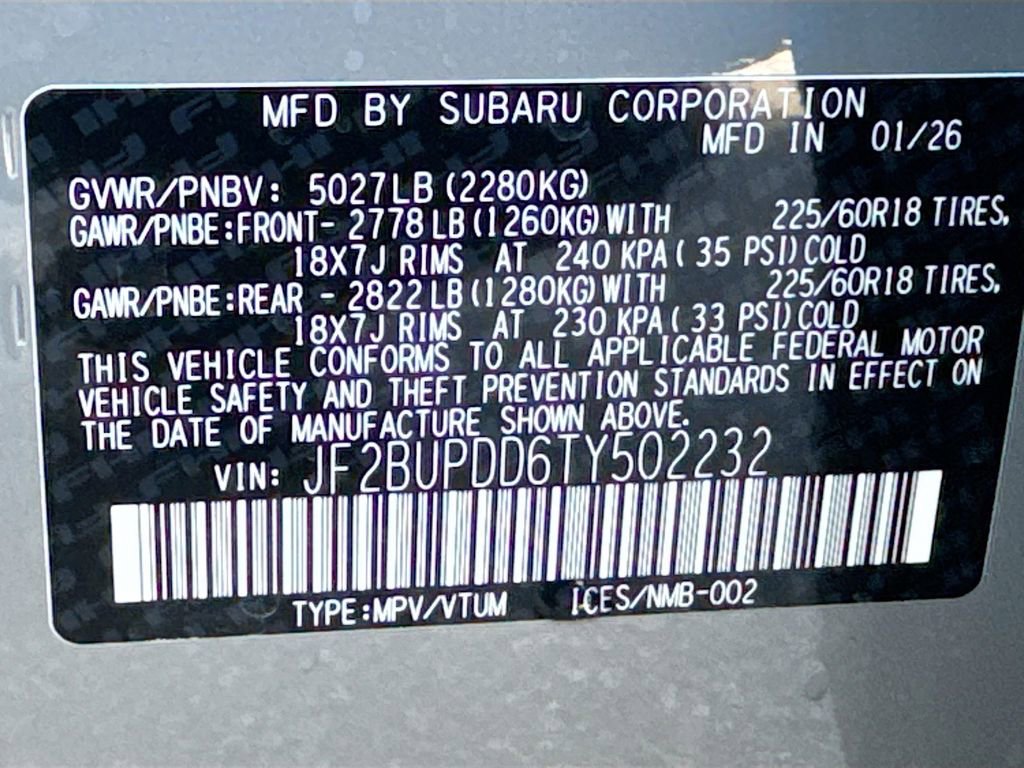 MFD BY SUBARU CORPORATION
MFD IN 01/26
GVWR/PNBV: 5027LB (2280KG)
GAWR/PNBE:FRONT- 2778 LB (1260KG) WITH 225/60R18 TIRES,
18X7J RIMS AT 240 KPA ( 35 PSI) COLD
GAWR/PNBE:REAR - 2822 LB (1280KG) WITH 225/60R18 TIRES,
18X7J RIMS AT 230 KPA ( 33 PSI) COLD
THIS VEHICLE CONFORMS TO ALL APPLICABLE FEDERAL MOTOR
VEHICLE SAFETY AND THEFT PREVENTION STANDARDS IN EFFECT ON
THE DATE OF MANUFACTURE SHOWN ABOVE.
VIN: JF2BUPDD6TY502232
TYPE:MPV/VTUM ICES/NMB-002